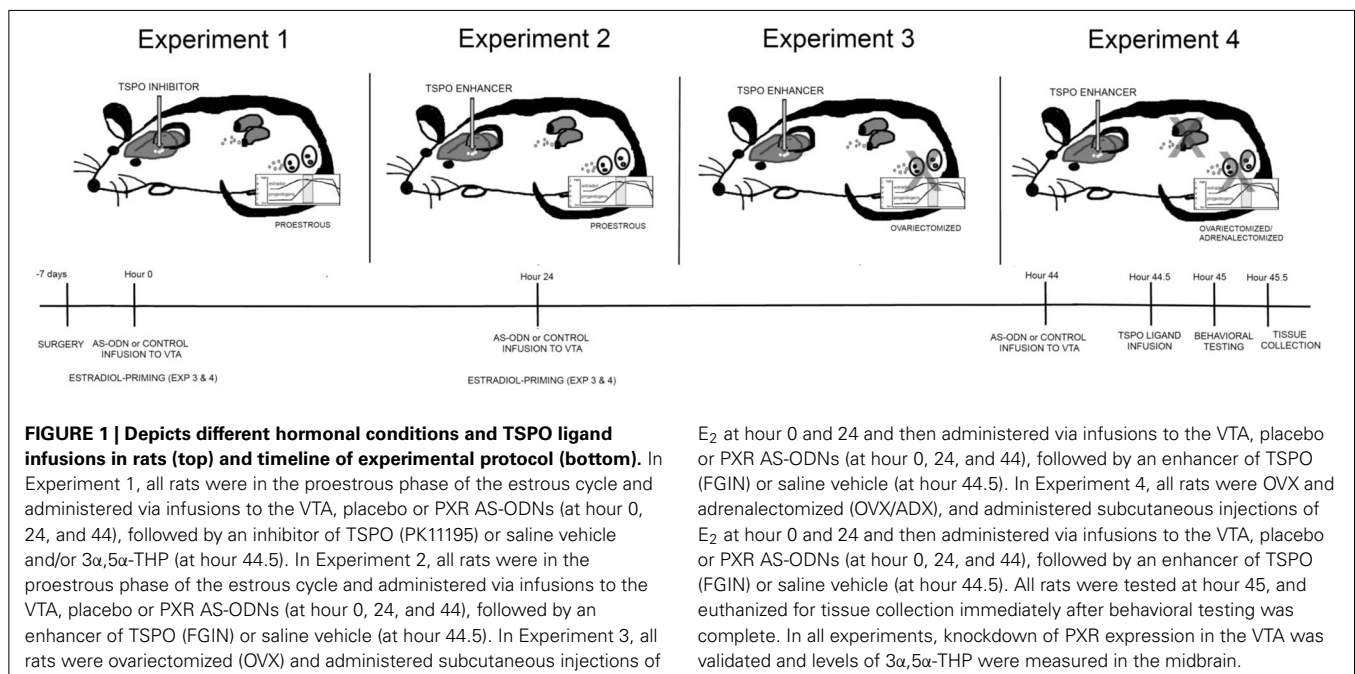 Experiment 1
Experiment 2
Experiment 3
Experiment 4
TSPO INHIBITOR
TSPO ENHANCER
TSPO ENHANCER
TSPO ENHANCER
estradiol
progestogens
estradiol
progestogens
estradiol
progestogens
estradiol
progestogens
PROESTROUS
PROESTROUS
OVARIECTOMIZED
OVARIECTOMIZED/
ADRENALECTOMIZED
-7 days
Hour 0
Hour 24
Hour 44
Hour 44.5
Hour 45
Hour 45.5
SURGERY
AS-ODN or CONTROL
INFUSION TO VTA
ESTRADIOL-PRIMING (EXP 3 & 4)
AS-ODN or CONTROL
INFUSION TO VTA
ESTRADIOL-PRIMING (EXP 3 & 4)
AS-ODN or CONTROL
INFUSION TO VTA
TSPO LIGAND
INFUSION
BEHAVIORAL
TESTING
TISSUE
COLLECTION
FIGURE 1 | Depicts different hormonal conditions and TSPO ligand
infusions in rats (top) and timeline of experimental protocol (bottom). In
Experiment 1, all rats were in the proestrous phase of the estrous cycle and
administered via infusions to the VTA, placebo or PXR AS-ODNs (at hour 0,
24, and 44), followed by an inhibitor of TSPO (PK11195) or saline vehicle
and/or 3α,5α-THP (at hour 44.5). In Experiment 2, all rats were in the
proestrous phase of the estrous cycle and administered via infusions to the
VTA, placebo or PXR AS-ODNs (at hour 0, 24, and 44), followed by an
enhancer of TSPO (FGIN) or saline vehicle (at hour 44.5). In Experiment 3, all
rats were ovariectomized (OVX) and administered subcutaneous injections of
E₂ at hour 0 and 24 and then administered via infusions to the VTA, placebo
or PXR AS-ODNs (at hour 0, 24, and 44), followed by an enhancer of TSPO
(FGIN) or saline vehicle (at hour 44.5). In Experiment 4, all rats were OVX and
adrenalectomized (OVX/ADX), and administered subcutaneous injections of
E₂ at hour 0 and 24 and then administered via infusions to the VTA, placebo
or PXR AS-ODNs (at hour 0, 24, and 44), followed by an enhancer of TSPO
(FGIN) or saline vehicle (at hour 44.5). All rats were tested at hour 45, and
euthanized for tissue collection immediately after behavioral testing was
complete. In all experiments, knockdown of PXR expression in the VTA was
validated and levels of 3α,5α-THP were measured in the midbrain.